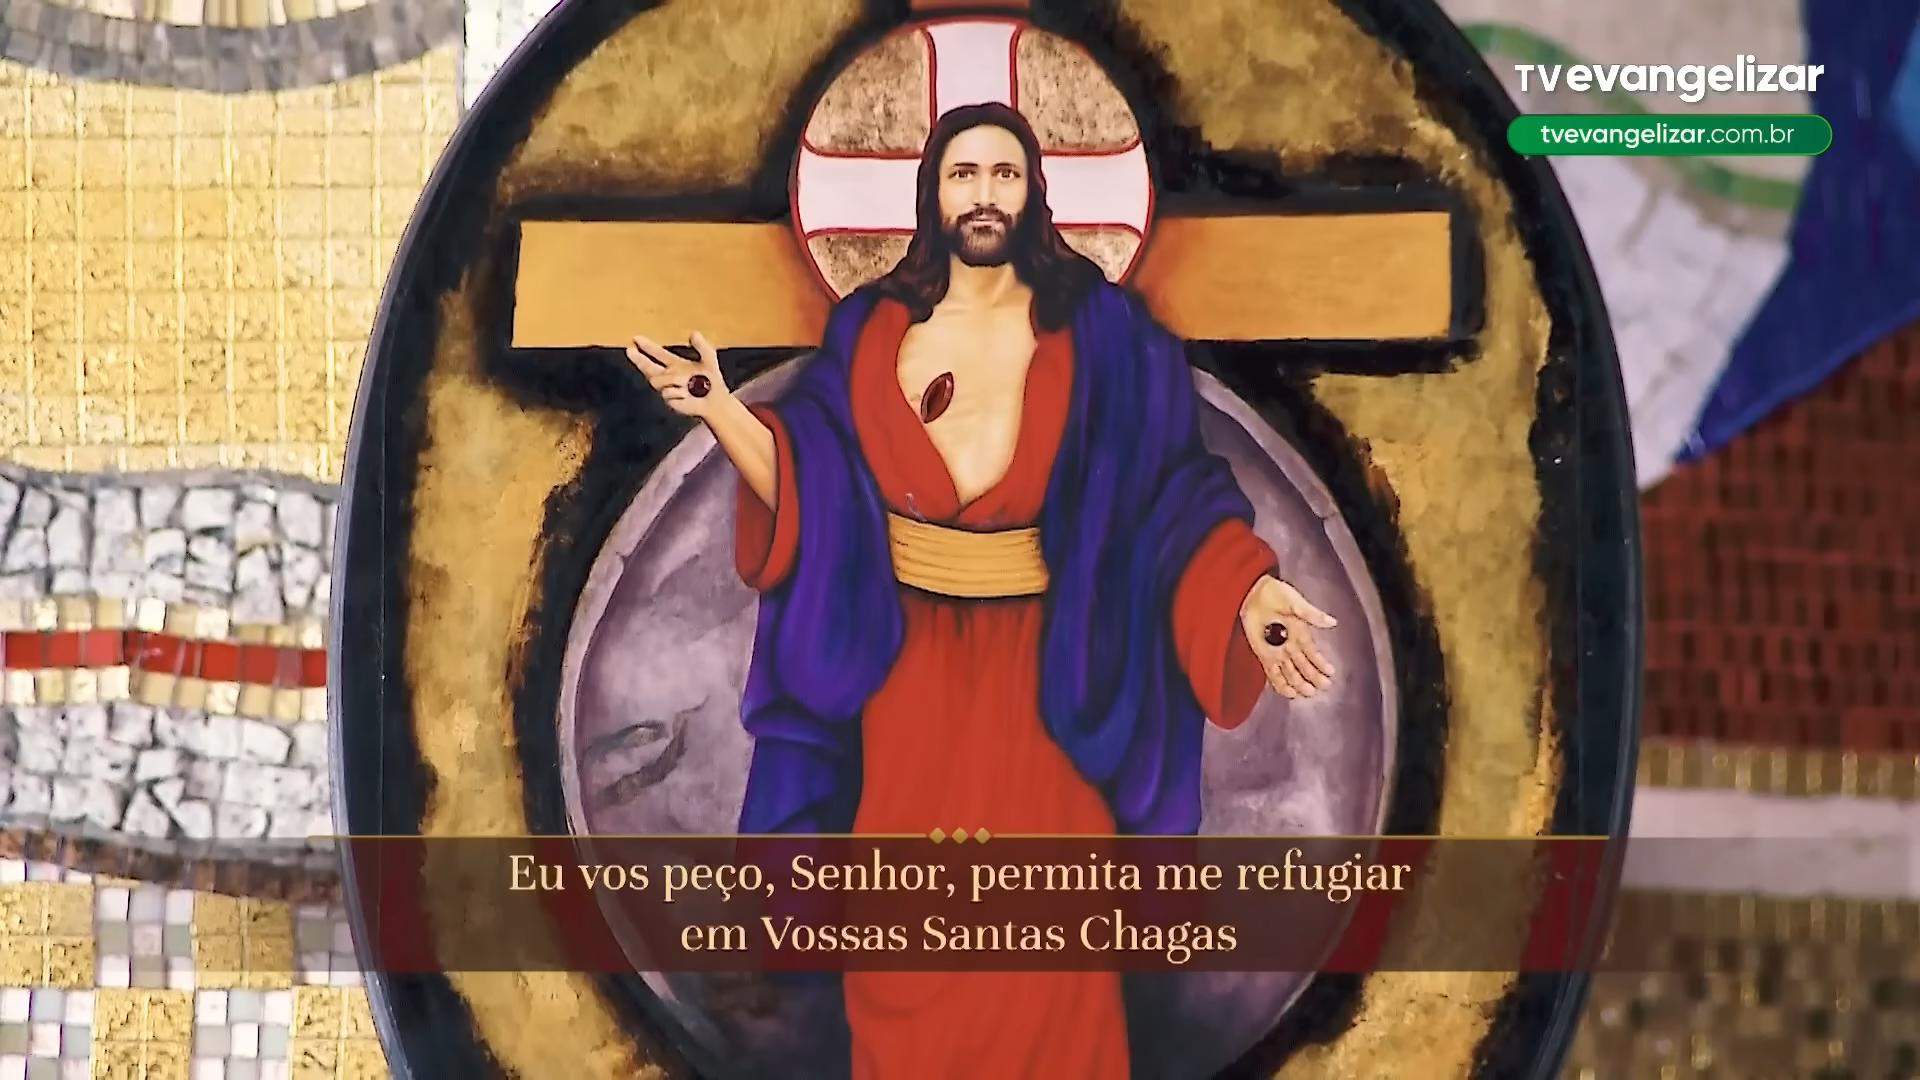 TVevangelizar
tvevangelizar.com.br
Eu vos peço, Senhor, permita me refugiar
em Vossas Santas Chagas